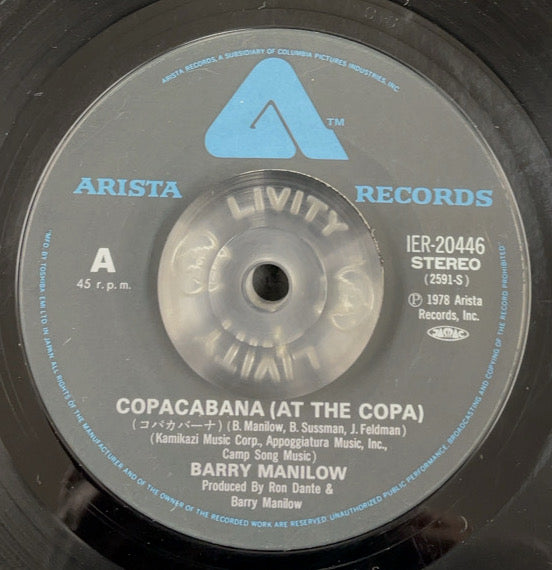 ARISTA RECORDS, A SUBSIDIARY OF COLUMBIA PICTURES INDUSTRIES, INC.
TM
ARISTA RECORDS
LIVITY
LIVITY
A
45 r.p.m.
IER-20446
STEREO
(2591-S)
Ⓟ 1978 Arista
Records, Inc.
JASRAC
COPACABANA (AT THE COPA)
(コパカバーナ) (B. Manilow, B. Sussman, J. Feldman)
(Kamikazi Music Corp., Appoggiatura Music, Inc.,
Camp Song Music)
BARRY MANILOW
Produced By Ron Dante &
Barry Manilow
"MFD. BY TOSHIBA EMI LTD IN JAPAN. ALL RIGHTS OF THE MANUFACTURER AND OF THE OWNER OF THE RECORDED WORK ARE RESERVED. UNAUTHORIZED PUBLIC PERFORMANCE, BROADCASTING AND COPYING OF THE RECORD PROHIBITED."